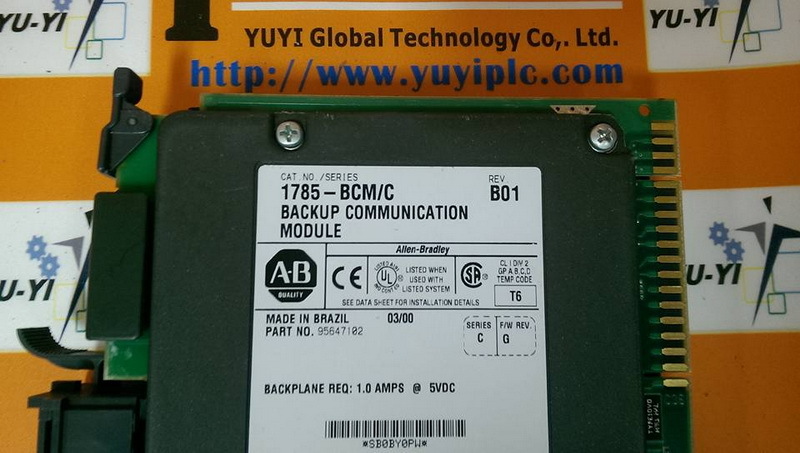 YUYI Global Technology Co,. Ltd.
http://www.yuyiplc.com
YU-YI
YU-YI
CAT.NO./SERIES
REV
1785-BCM/C
B01
BACKUP COMMUNICATION
MODULE
Allen-Bradley
A-B
QUALITY
CE
UL
LISTED WHEN
USED WITH
LISTED SYSTEM
SA
CL I DIV 2
GP A,B,C,D
TEMP CODE
T6
SEE DATA SHEET FOR INSTALLATION DETAILS
MADE IN BRAZIL
03/00
PART NO. 95647102
SERIES
C
F/W REV.
G
BACKPLANE REQ: 1.0 AMPS @ 5VDC
*SB0BY0PW*
U-YI
YU-YI